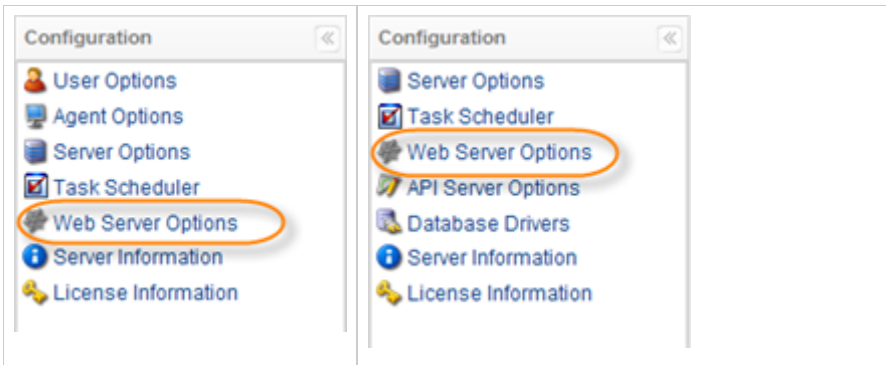 Configuration
User Options
Agent Options
Server Options
Task Scheduler
Web Server Options
Server Information
License Information
Configuration
Server Options
Task Scheduler
Web Server Options
API Server Options
Database Drivers
Server Information
License Information